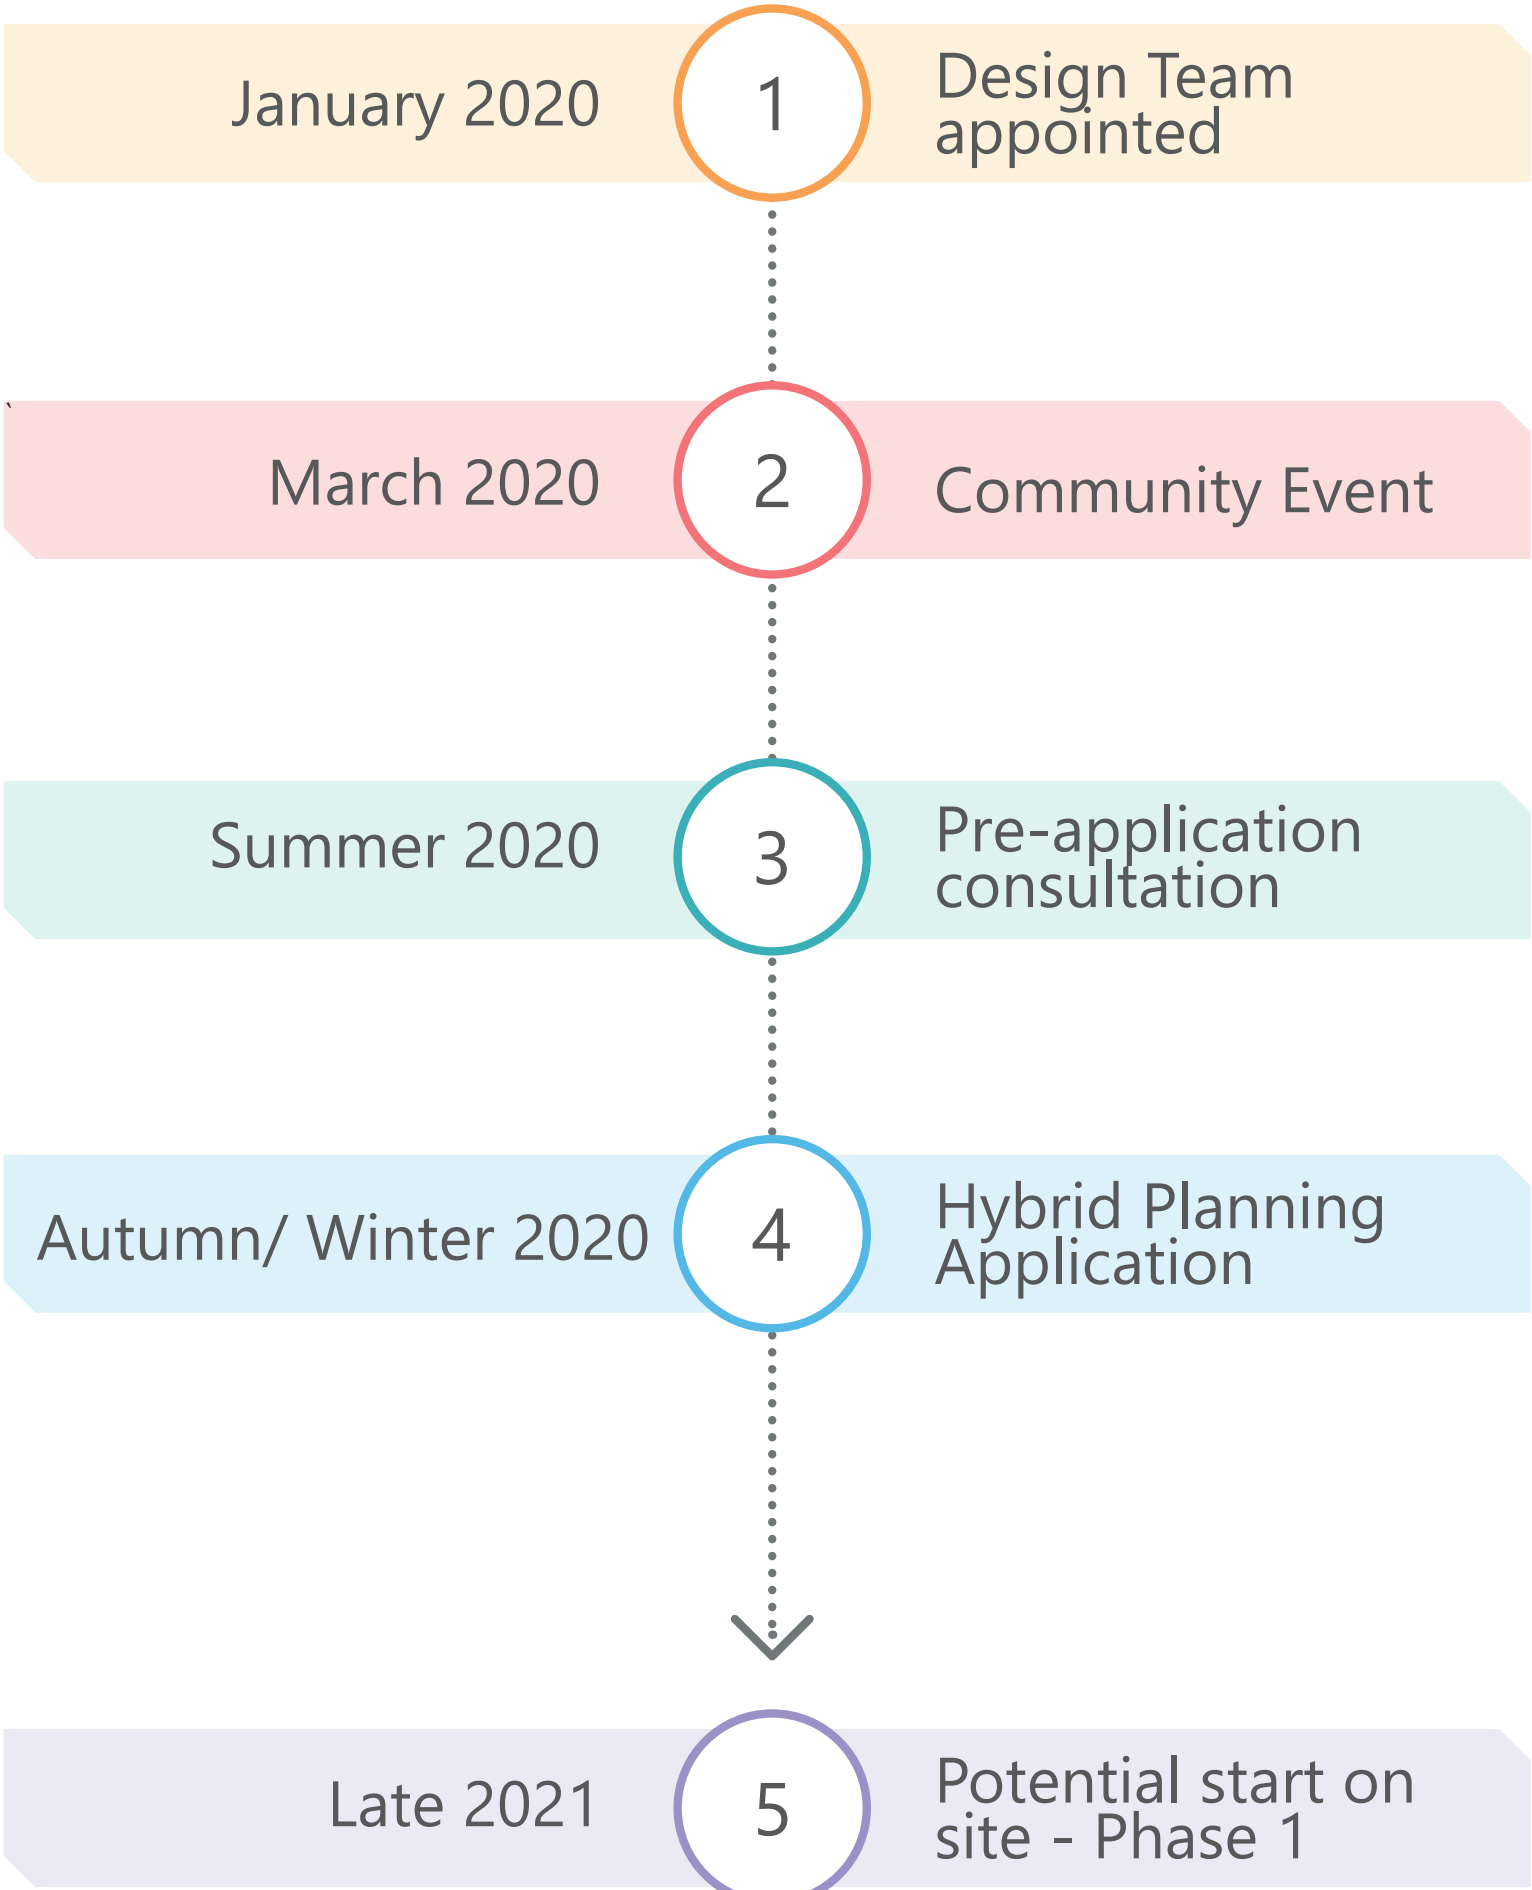 January 2020
1
Design Team
appointed
`
March 2020
2
Community Event
Summer 2020
3
Pre-application
consultation
Autumn/ Winter 2020
4
Hybrid Planning
Application
Late 2021
5
Potential start on
site - Phase 1